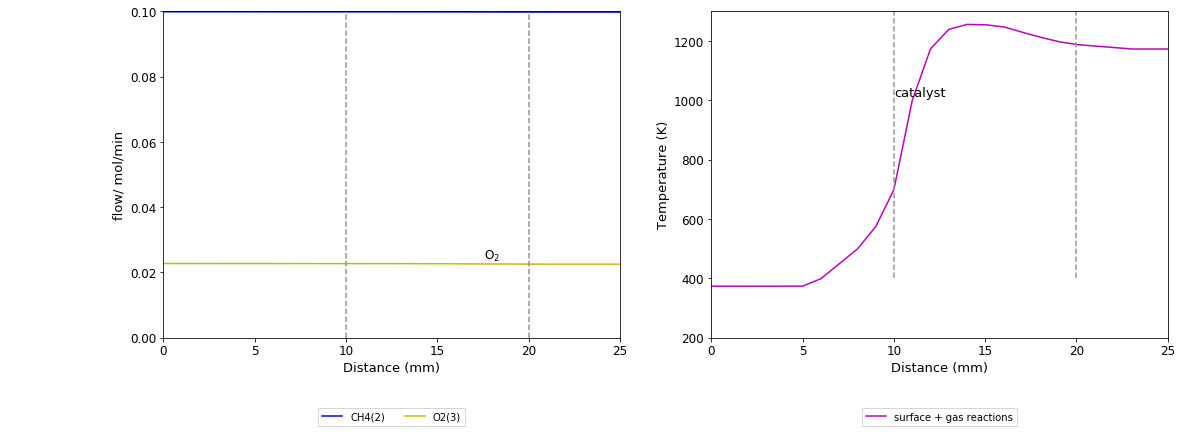 0.10
0.08
0.06
0.04
0.02
0.00
flow/ mol/min
O₂
0 5 10 15 20 25
Distance (mm)
CH4(2) O2(3)
1200
1000
800
600
400
200
Temperature (K)
catalyst
0 5 10 15 20 25
Distance (mm)
surface + gas reactions